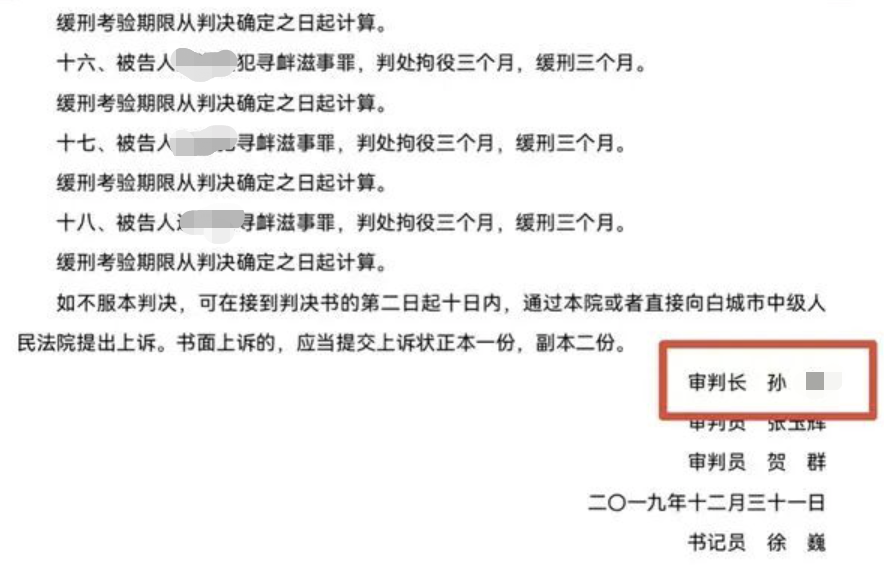 缓刑考验期限从判决确定之日起计算。
十六、被告人 犯寻衅滋事罪，判处拘役三个月，缓刑三个月。
缓刑考验期限从判决确定之日起计算。
十七、被告人 寻衅滋事罪，判处拘役三个月，缓刑三个月。
缓刑考验期限从判决确定之日起计算。
十八、被告人 寻衅滋事罪，判处拘役三个月，缓刑三个月。
缓刑考验期限从判决确定之日起计算。
如不服本判决，可在接到判决书的第二日起十日内，通过本院或者直接向白城市中级人
民法院提出上诉。书面上诉的，应当提交上诉状正本一份，副本二份。
审判长 孙
审判员 张玉辉
审判员 贺 群
二〇一九年十二月三十一日
书记员 徐 巍